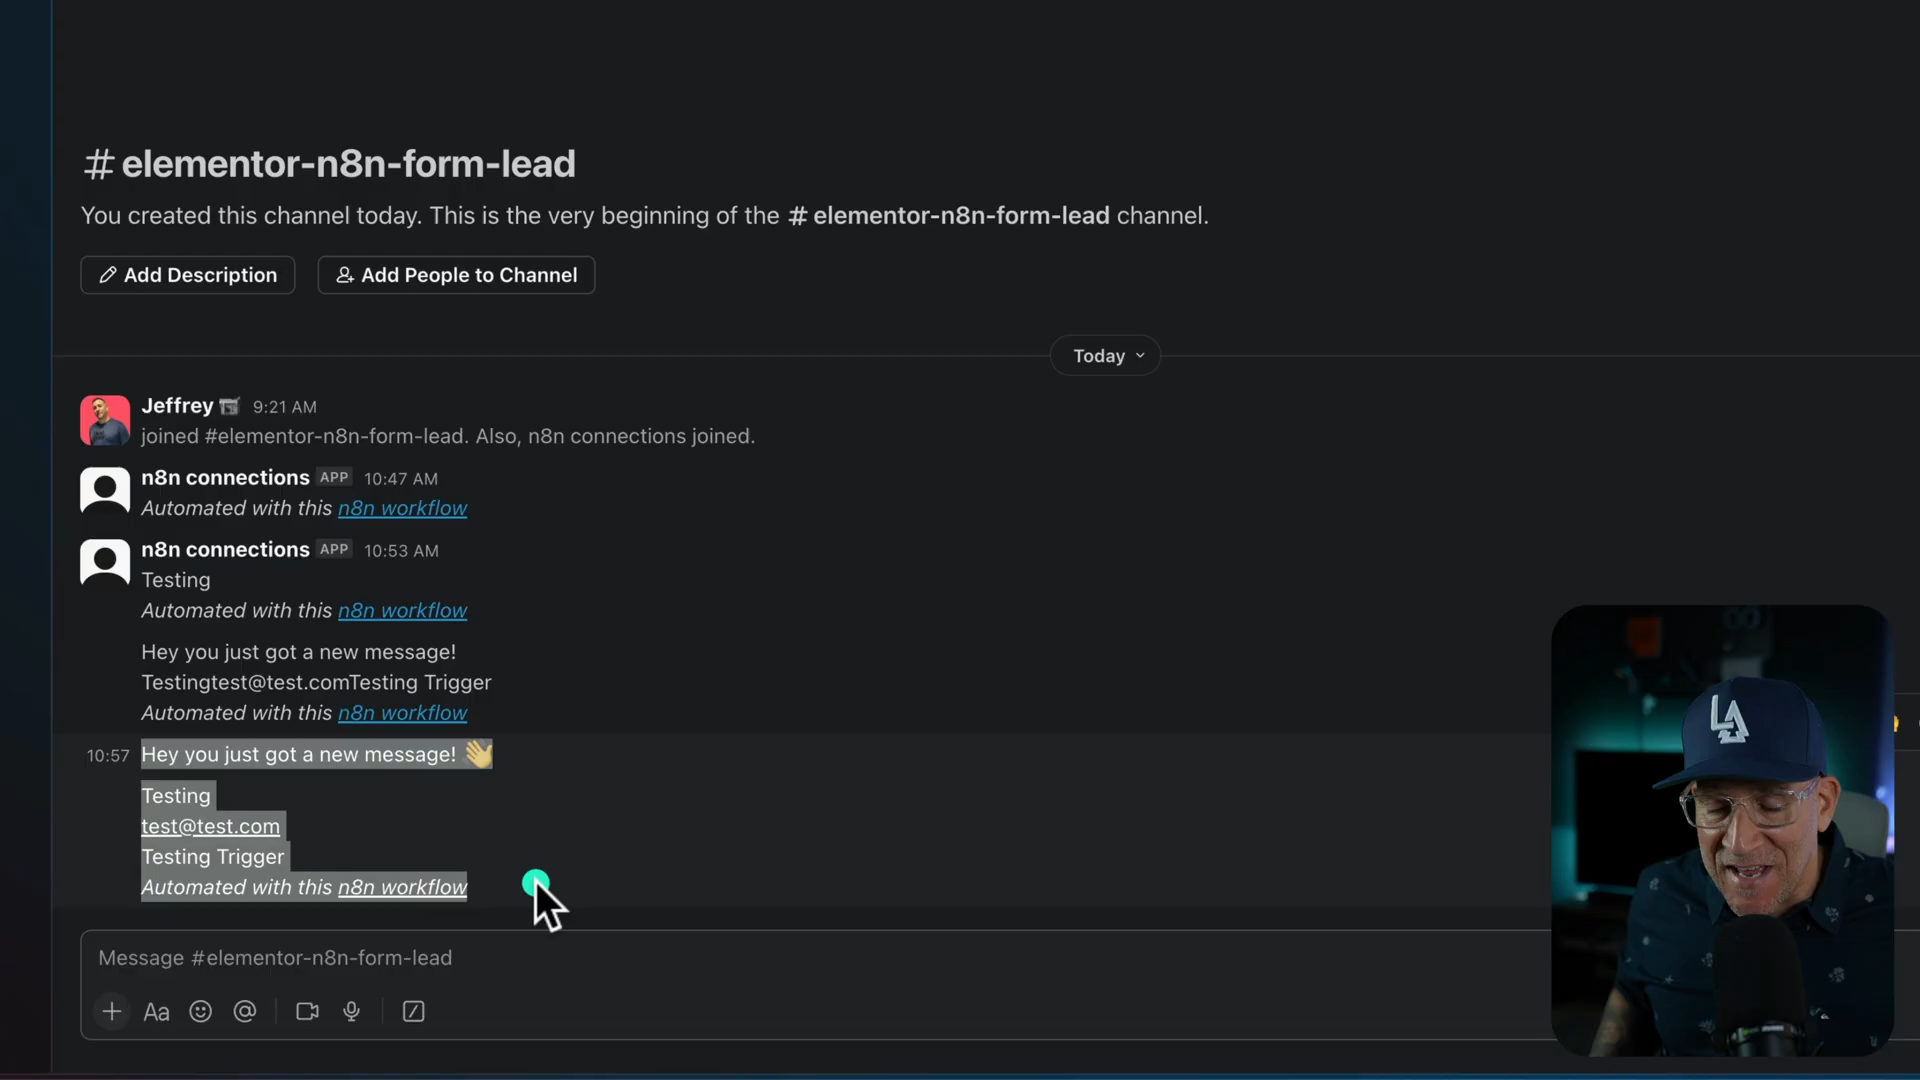 # elementor-n8n-form-lead
You created this channel today. This is the very beginning of the # elementor-n8n-form-lead channel.
Add Description
Add People to Channel
Today
Jeffrey 9:21 AM
joined #elementor-n8n-form-lead. Also, n8n connections joined.
n8n connections APP 10:47 AM
Automated with this n8n workflow
n8n connections APP 10:53 AM
Testing
Automated with this n8n workflow
Hey you just got a new message!
Testingtest@test.comTesting Trigger
Automated with this n8n workflow
10:57 Hey you just got a new message! 👋
Testing
test@test.com
Testing Trigger
Automated with this n8n workflow
Message #elementor-n8n-form-lead
Aa
LA